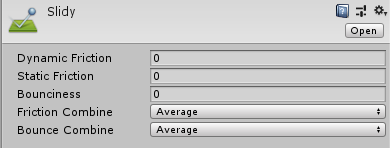 Slidy
Open
Dynamic Friction 0
Static Friction 0
Bounciness 0
Friction Combine Average
Bounce Combine Average